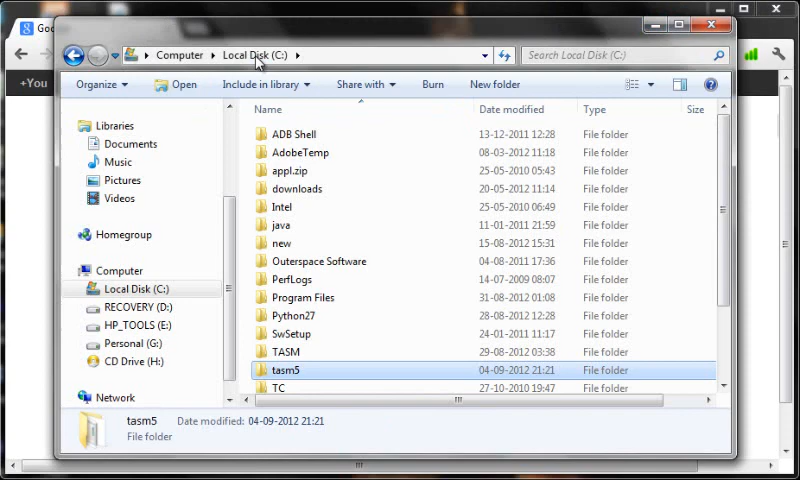 Goo
Computer Local Disk (C:)
Search Local Disk (C:)
+You
Organize Open Include in library Share with Burn New folder
Name Date modified Type Size
Libraries
Documents
Music
Pictures
Videos
Homegroup
Computer
Local Disk (C:)
RECOVERY (D:)
HP_TOOLS (E:)
Personal (G:)
CD Drive (H:)
Network
ADB Shell 13-12-2011 12:28 File folder
AdobeTemp 08-03-2012 11:18 File folder
appl.zip 25-05-2010 05:43 File folder
downloads 20-05-2012 11:14 File folder
Intel 25-05-2010 06:49 File folder
java 11-01-2011 21:59 File folder
new 15-08-2012 15:31 File folder
Outerspace Software 04-08-2011 17:36 File folder
PerfLogs 14-07-2009 08:07 File folder
Program Files 31-08-2012 01:08 File folder
Python27 28-08-2012 12:28 File folder
SwSetup 24-01-2011 11:17 File folder
TASM 29-08-2012 03:38 File folder
tasm5 04-09-2012 21:21 File folder
TC 27-10-2010 19:47 File folder
tasm5 Date modified: 04-09-2012 21:21
File folder